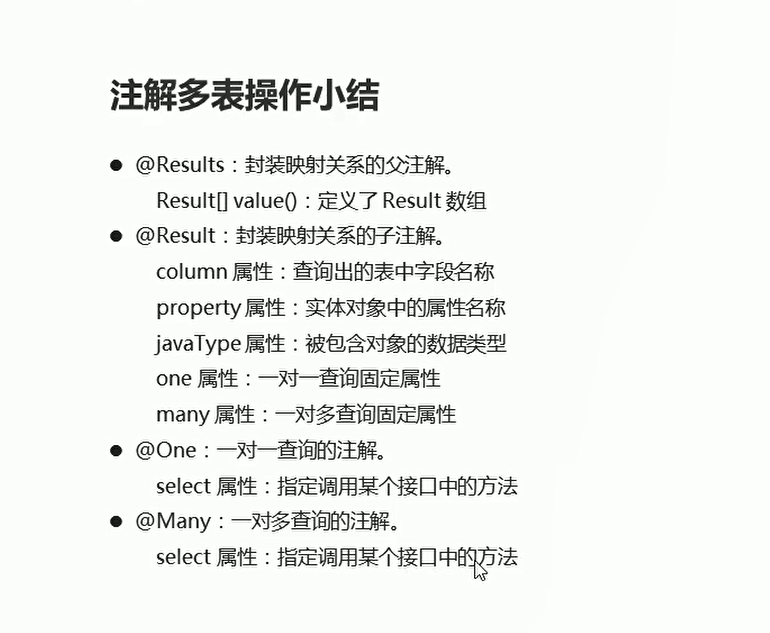 注解多表操作小结
● @Results：封装映射关系的父注解。
Result[] value()：定义了 Result 数组
● @Result：封装映射关系的子注解。
column 属性：查询出的表中字段名称
property 属性：实体对象中的属性名称
javaType 属性：被包含对象的数据类型
one 属性：一对一查询固定属性
many 属性：一对多查询固定属性
● @One：一对一查询的注解。
select 属性：指定调用某个接口中的方法
● @Many：一对多查询的注解。
select 属性：指定调用某个接口中的方法